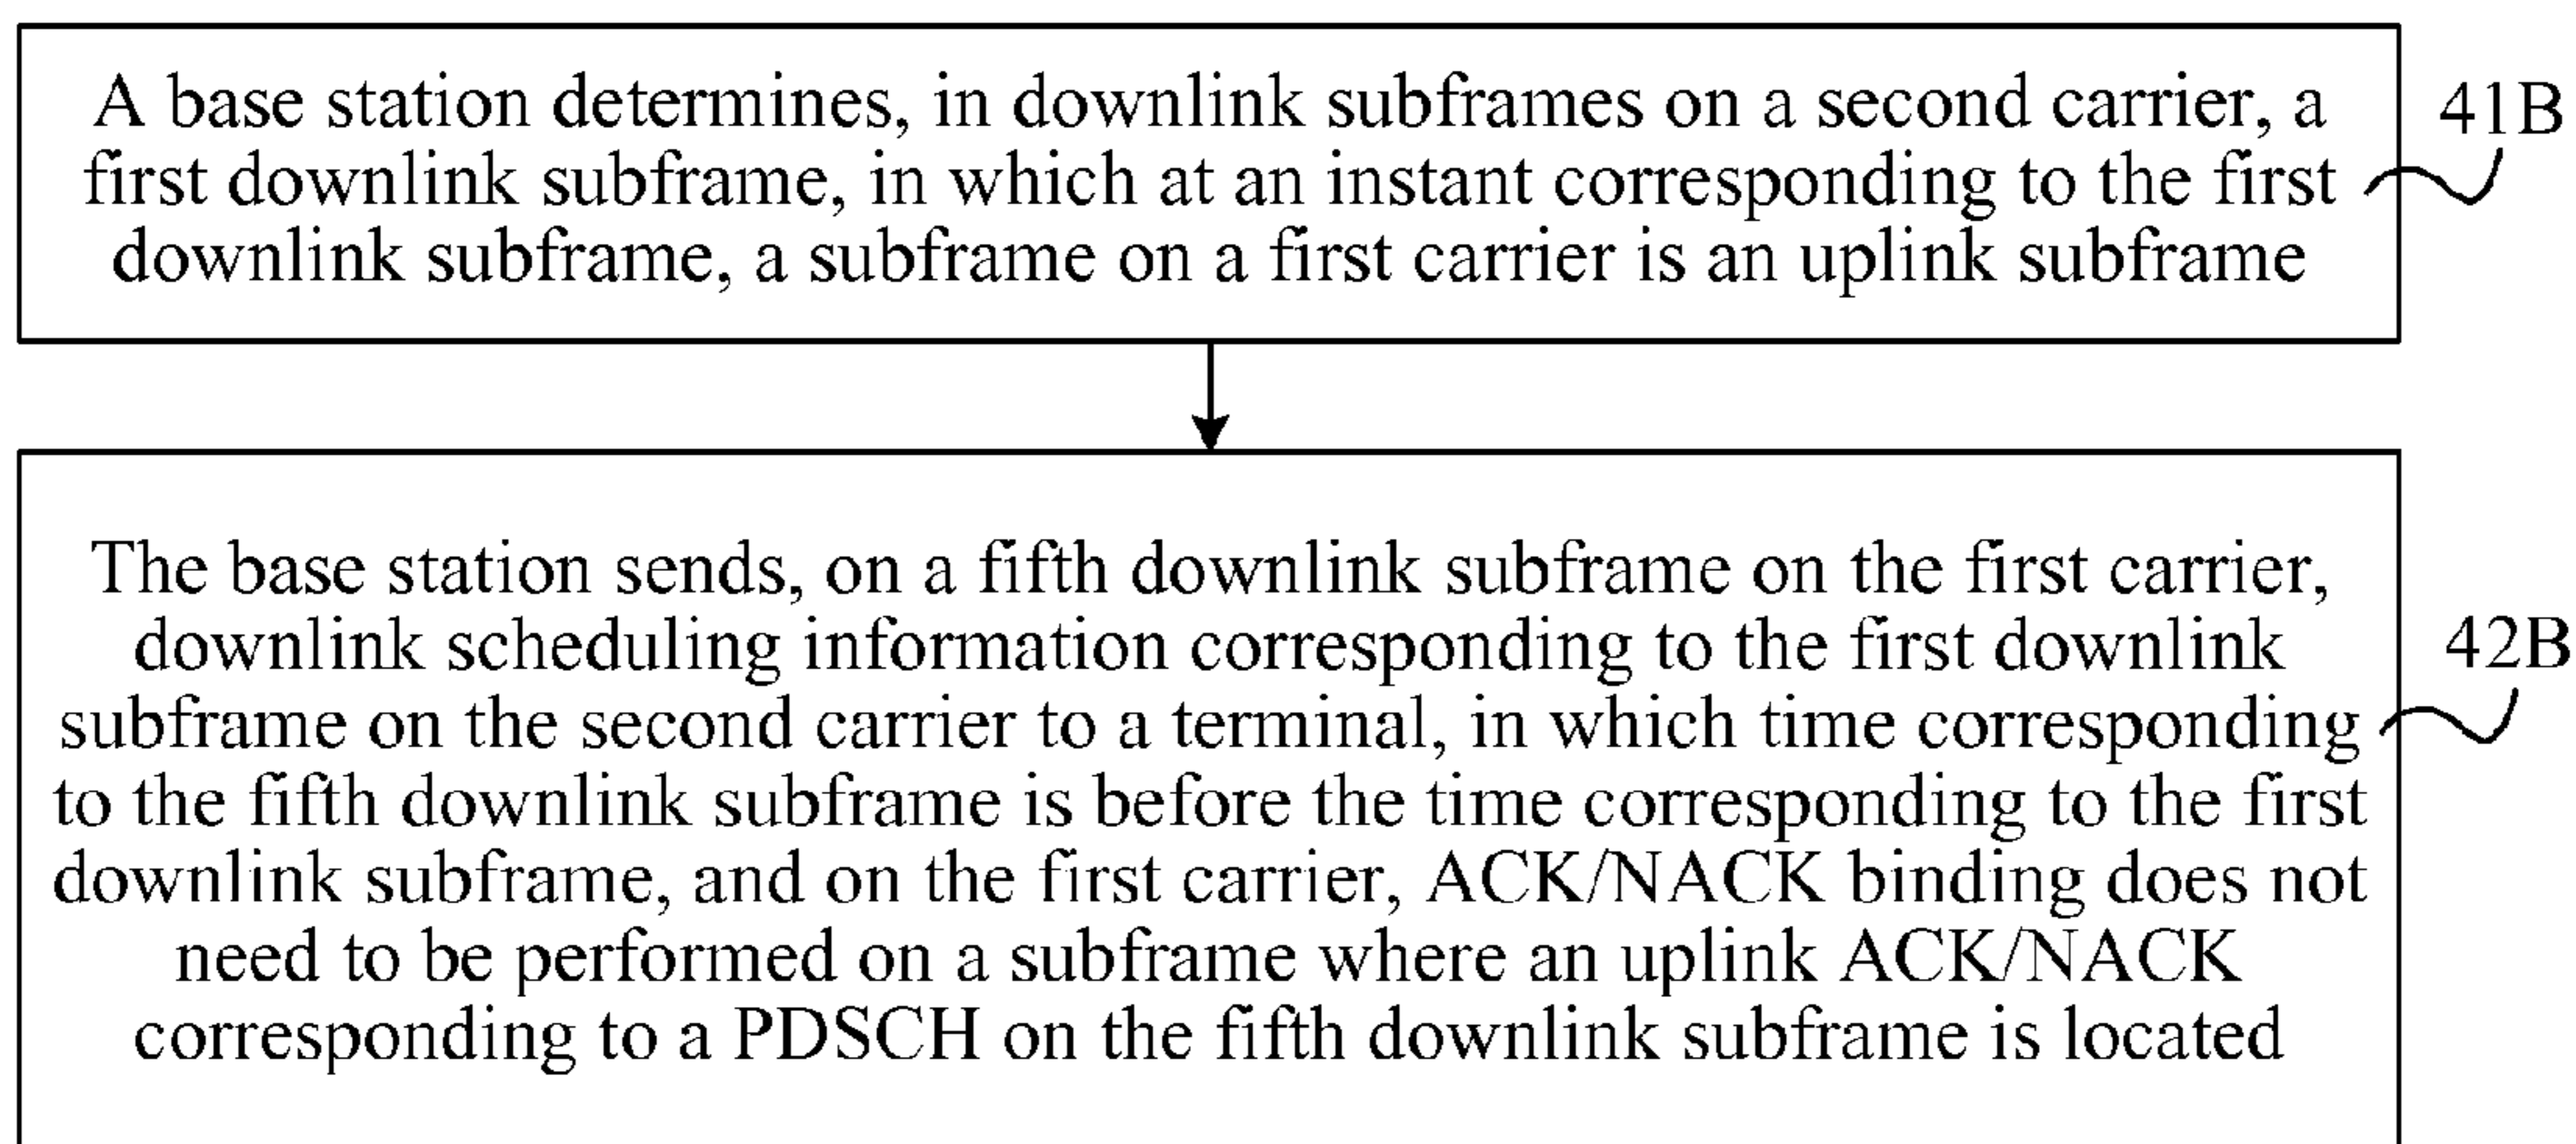 A base station determines, in downlink subframes on a second carrier, a
first downlink subframe, in which at an instant corresponding to the first
downlink subframe, a subframe on a first carrier is an uplink subframe
41B
The base station sends, on a fifth downlink subframe on the first carrier,
downlink scheduling information corresponding to the first downlink
subframe on the second carrier to a terminal, in which time corresponding
to the fifth downlink subframe is before the time corresponding to the first
downlink subframe, and on the first carrier, ACK/NACK binding does not
need to be performed on a subframe where an uplink ACK/NACK
corresponding to a PDSCH on the fifth downlink subframe is located
42B